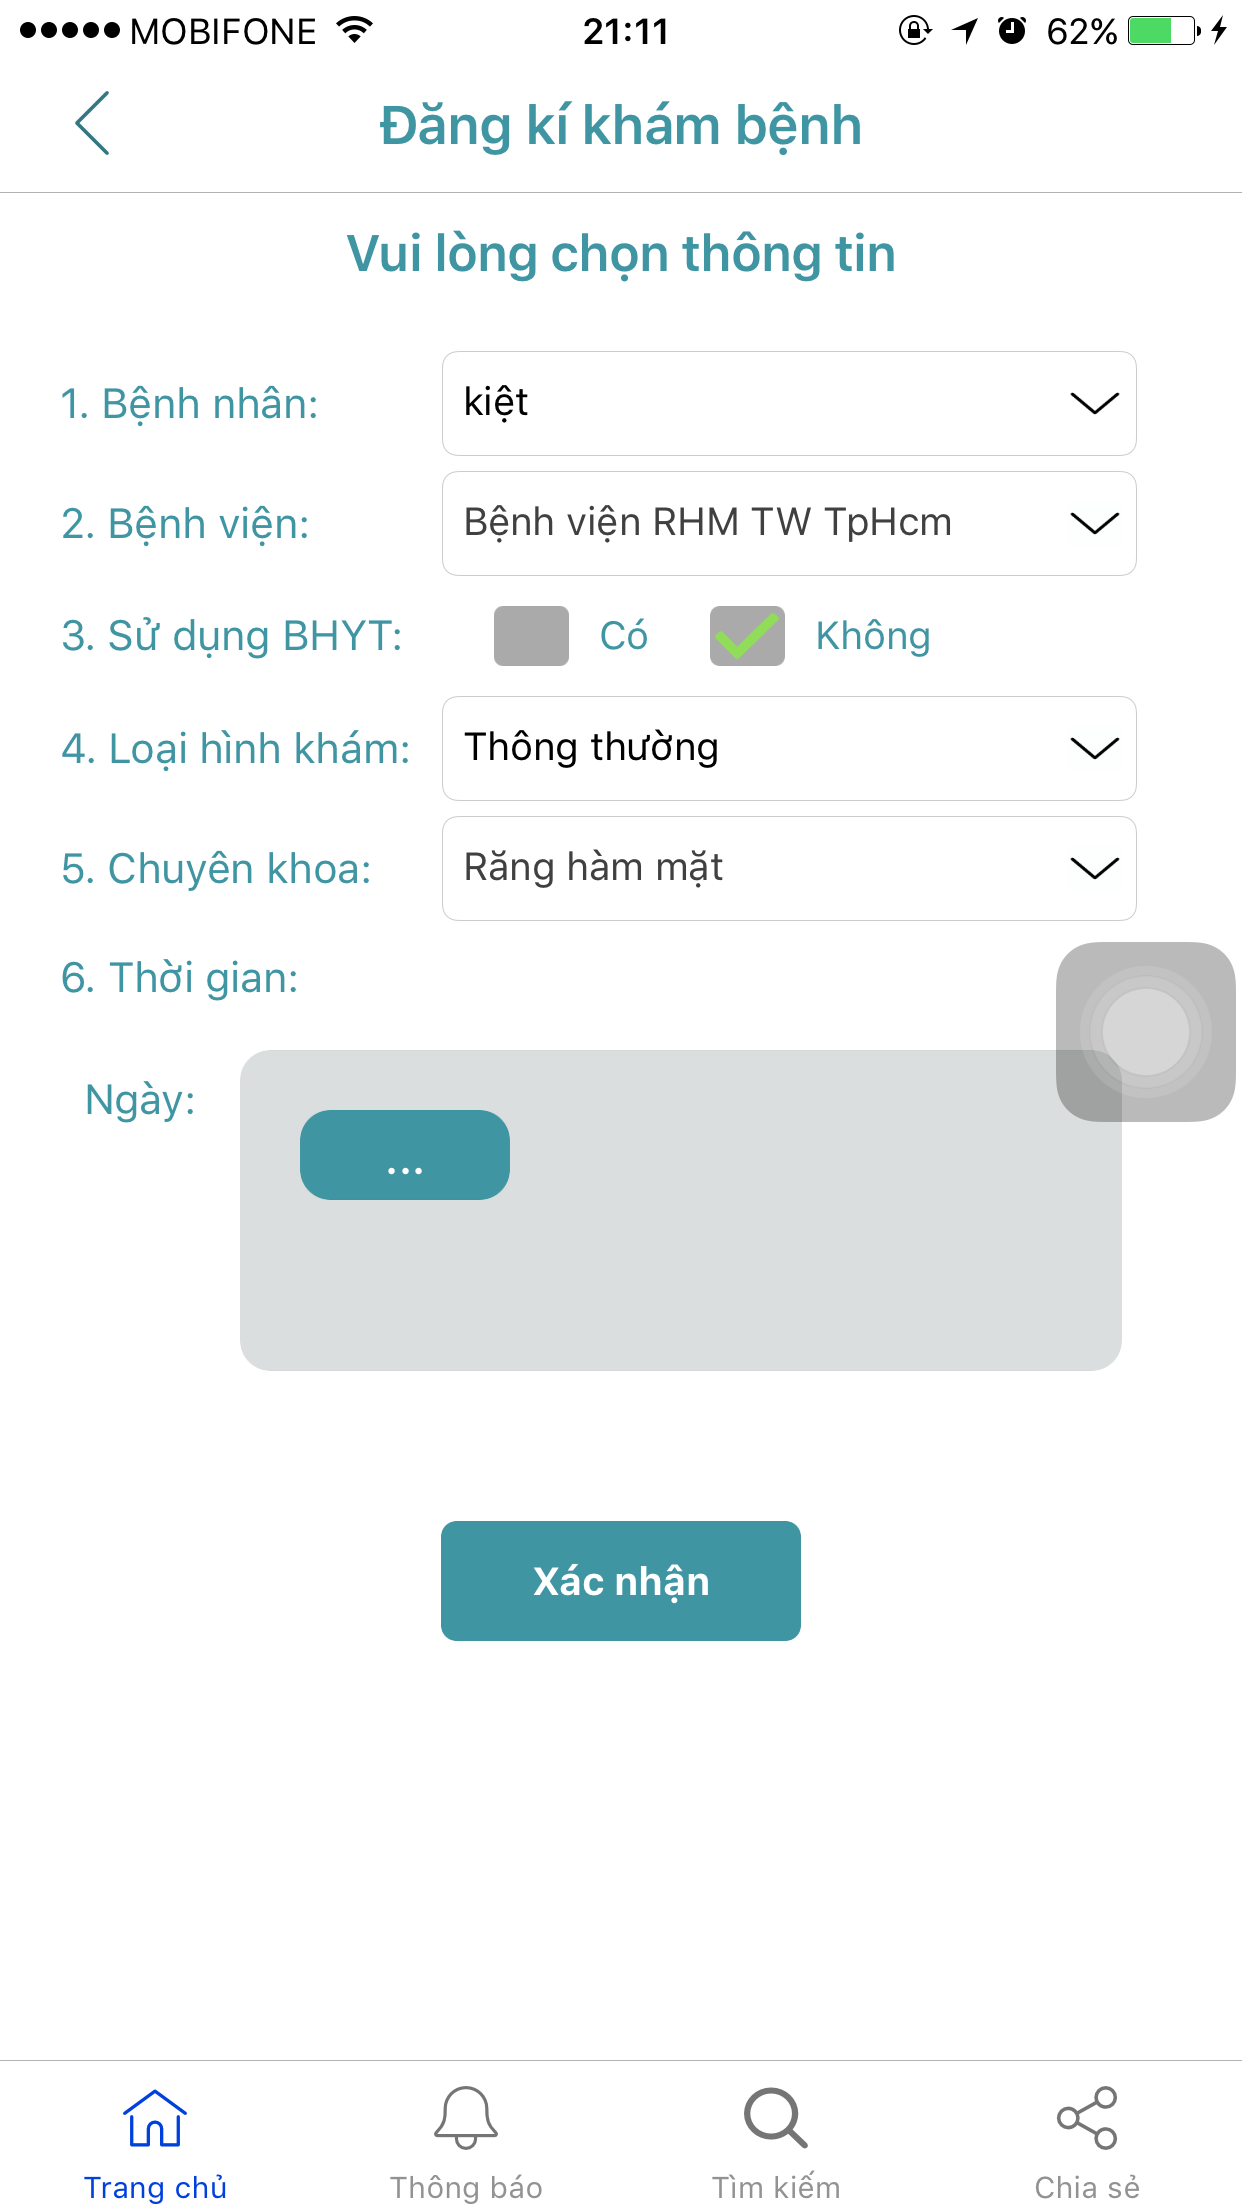 MOBIFONE 21:11 62%
Đăng kí khám bệnh
Vui lòng chọn thông tin
1. Bệnh nhân: kiệt
2. Bệnh viện: Bệnh viện RHM TW TpHcm
3. Sử dụng BHYT: Có Không
4. Loại hình khám: Thông thường
5. Chuyên khoa: Răng hàm mặt
6. Thời gian:
Ngày:
...
Xác nhận
Trang chủ Thông báo Tìm kiếm Chia sẻ